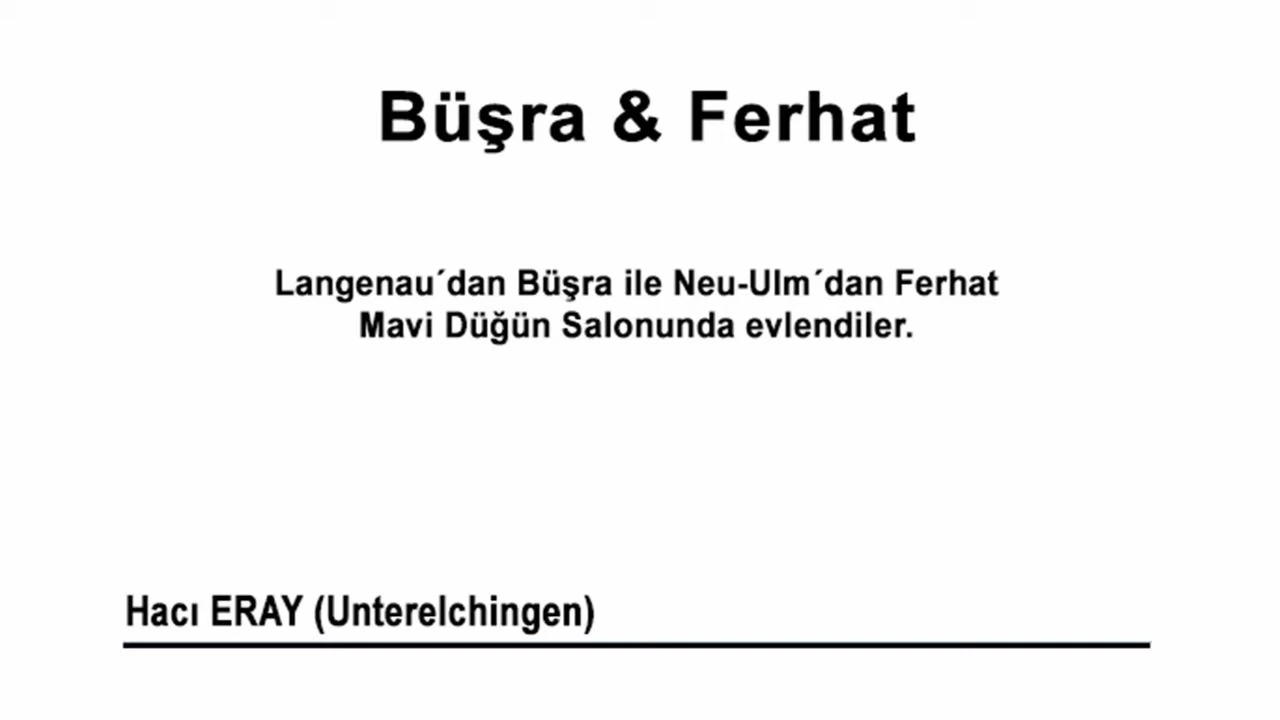 Büşra & Ferhat
Langenau´dan Büşra ile Neu-Ulm´dan Ferhat
Mavi Düğün Salonunda evlendiler.
Hacı ERAY (Unterelchingen)